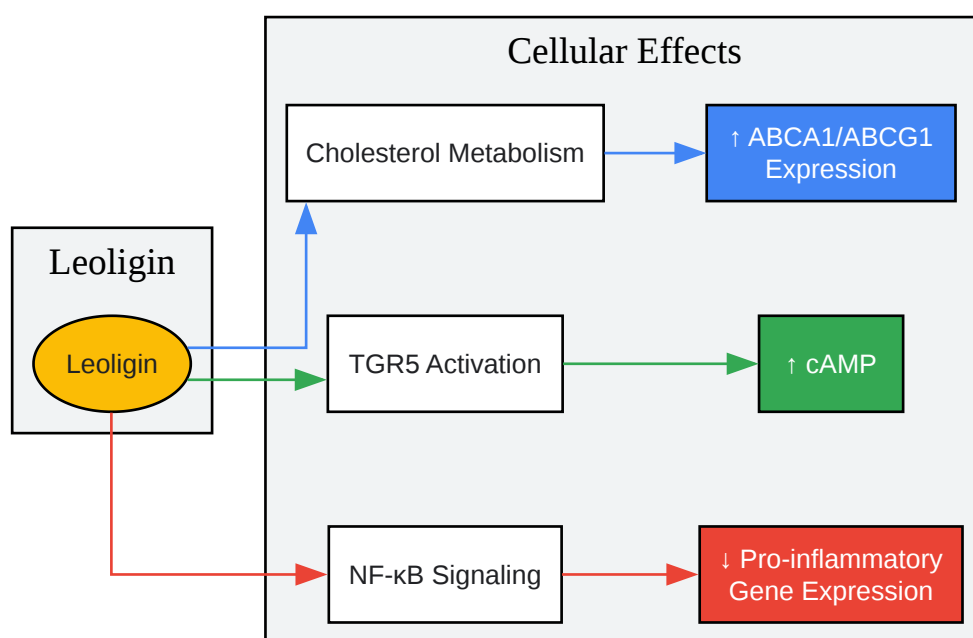 Cellular Effects
Cholesterol Metabolism
↑ ABCA1/ABCG1
Expression
Leoligin
Leoligin
TGR5 Activation
↑ cAMP
NF-κB Signaling
↓ Pro-inflammatory
Gene Expression